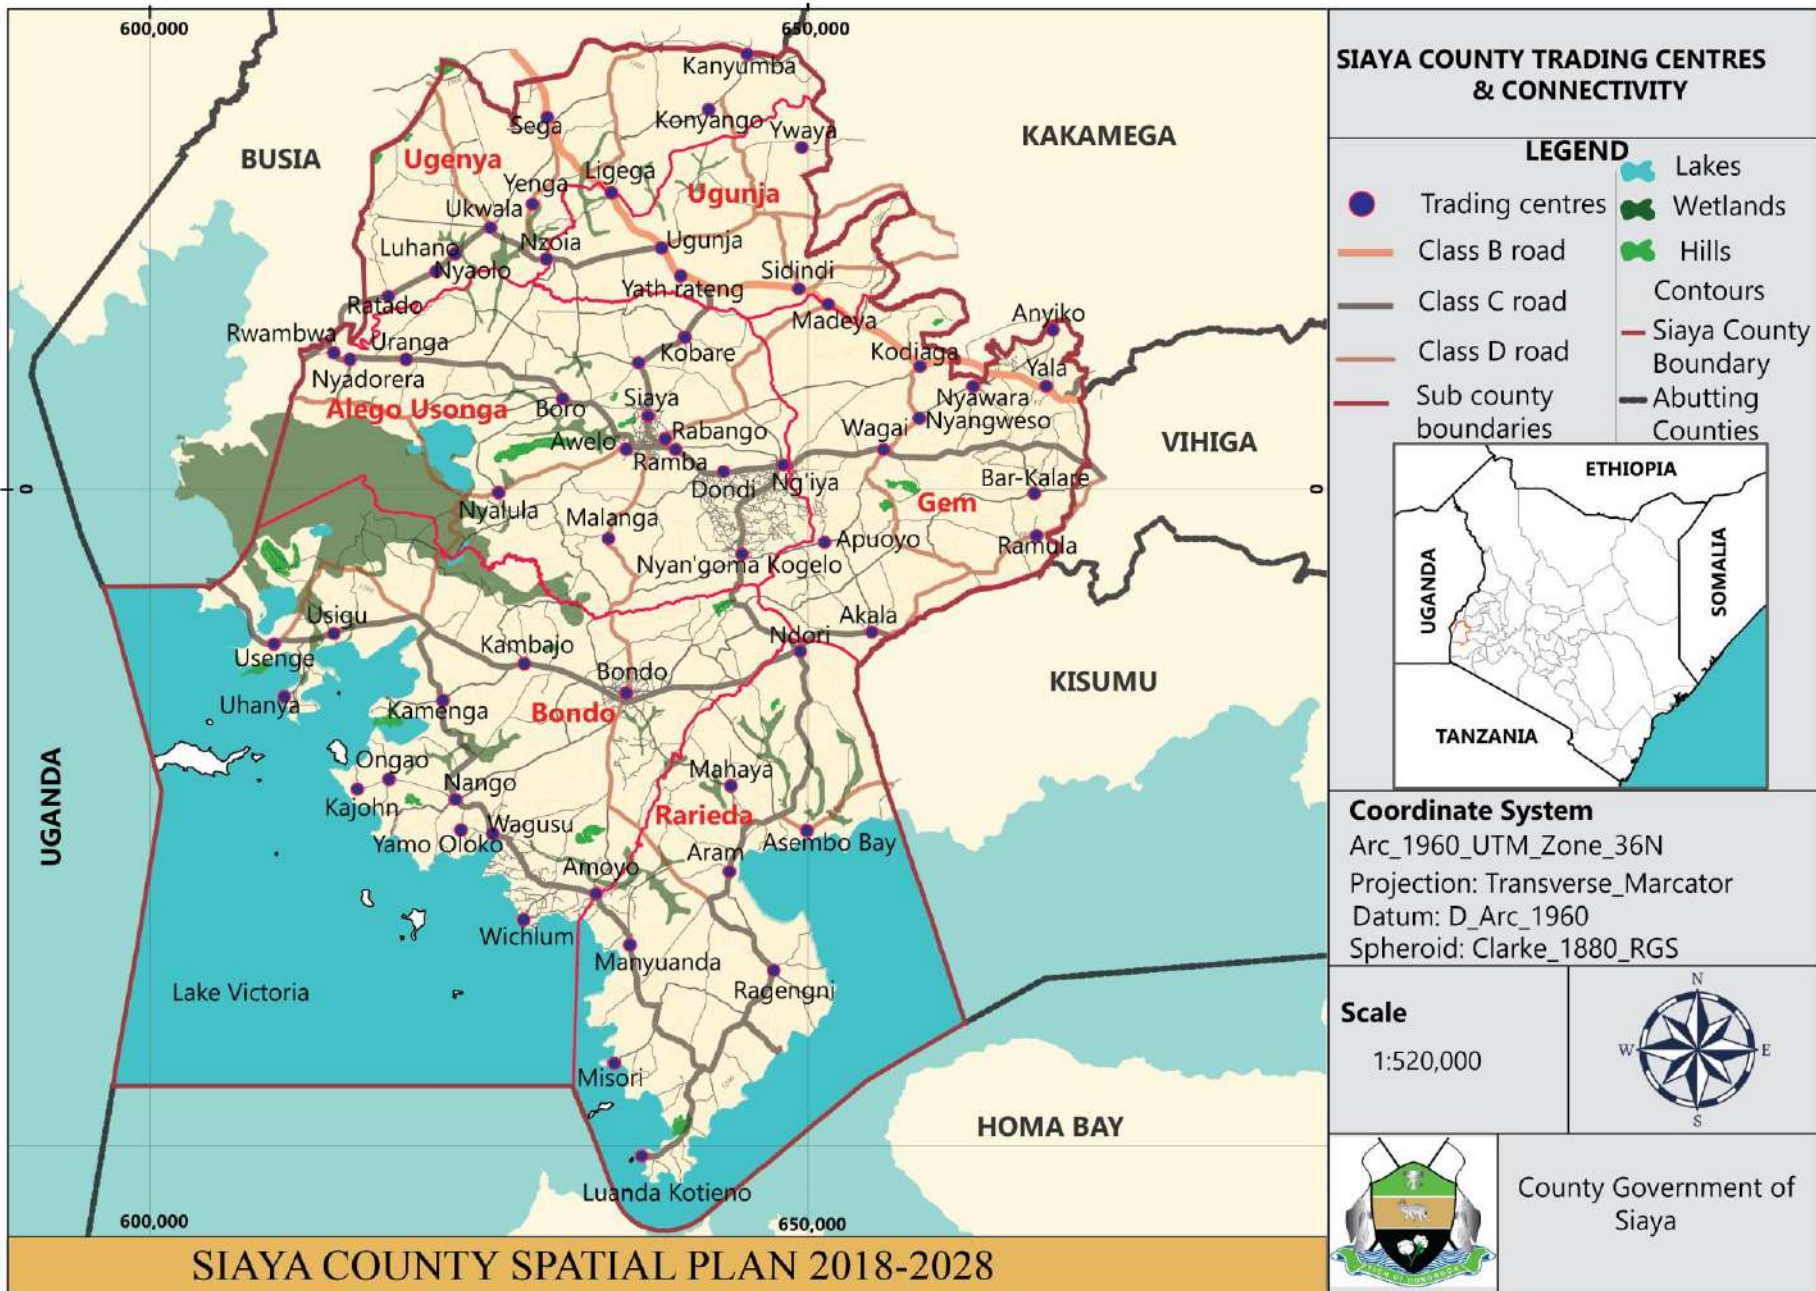 600,000
650,000
Kanyumba
Konyango
Sega
Ywaya
KAKAMEGA
BUSIA
Ugenya
Ligega
Yenga
Ugunja
Ukwala
Nzoia
Ugunja
Luhano
Nyaolo
Sidindi
Yath rateng
Ratado
Madeya
Anyiko
Rwambwa
Uranga
Kobare
Kodiaga
Yala
Nyadorera
Nyawara
Alego Usonga
Boro
Siaya
Nyangweso
Awelo
Rabango
Wagai
VIHIGA
Ramba
Dondi
Ng'iya
Bar-Kalare
0
0
Nyalula
Malanga
Gem
Apuoyo
Ramula
Nyan'goma Kogelo
Usigu
Akala
Ndori
Usenge
Kambajo
Bondo
KISUMU
Uhanya
Kamenga
Bondo
UGANDA
Ongao
Nango
Mahaya
Kajohn
Rarieda
Yamo Oloko
Wagusu
Asembo Bay
Amoyo
Aram
Wichlum
Manyuanda
Lake Victoria
Ragengni
Misori
HOMA BAY
Luanda Kotieno
600,000
650,000
SIAYA COUNTY SPATIAL PLAN 2018-2028
SIAYA COUNTY TRADING CENTRES
& CONNECTIVITY
LEGEND
Trading centres
Class B road
Class C road
Class D road
Sub county
boundaries
Lakes
Wetlands
Hills
Contours
Siaya County
Boundary
Abutting
Counties
ETHIOPIA
UGANDA
SOMALIA
TANZANIA
Coordinate System
Arc_1960_UTM_Zone_36N
Projection: Transverse_Marcator
Datum: D_Arc_1960
Spheroid: Clarke_1880_RGS
Scale
1:520,000
N
W
E
S
County Government of
Siaya